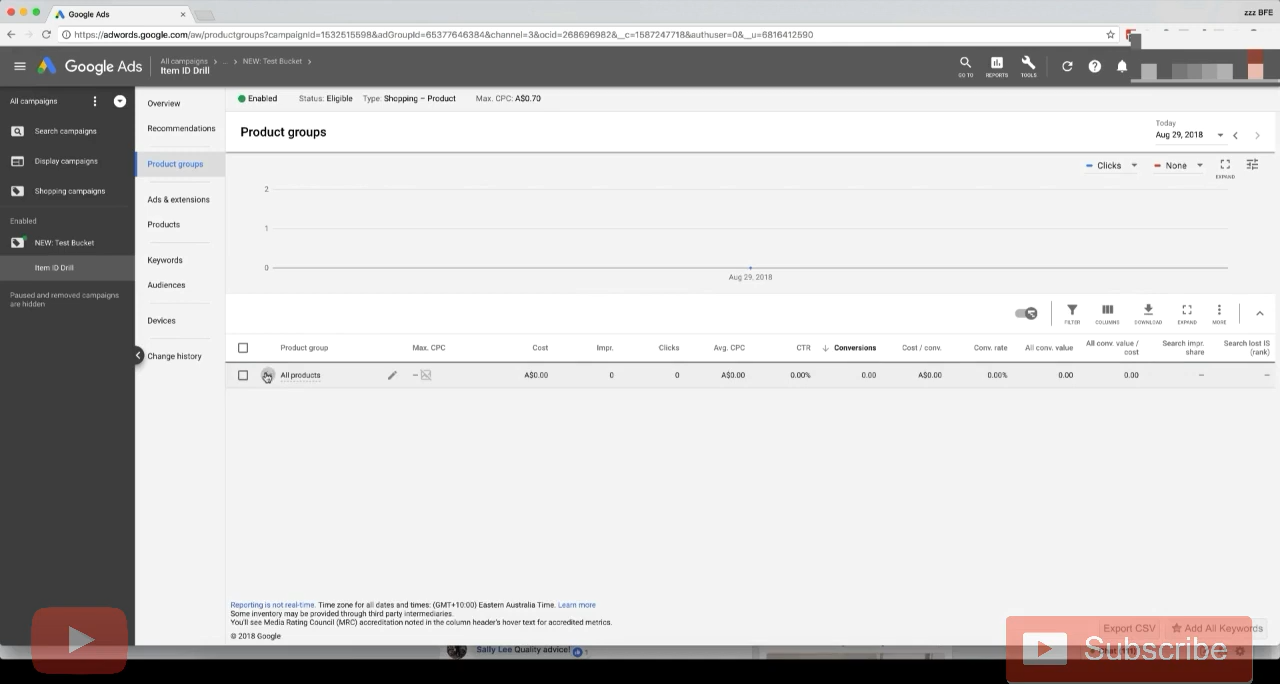 Google Ads
zzz BFE
https://adwords.google.com/aw/productgroups?campaignId=1532515598&adGroupId=65377646384&channel=3&ocid=268696982&__c=1587247718&authuser=0&__u=6816412590
Google Ads
All campaigns > ... > NEW: Test Bucket >
Item ID Drill
GO TO
REPORTS
TOOLS
All campaigns
Search campaigns
Display campaigns
Shopping campaigns
Enabled
NEW: Test Bucket
Item ID Drill
Paused and removed campaigns
are hidden
Overview
Recommendations
Product groups
Ads & extensions
Products
Keywords
Audiences
Devices
Change history
Enabled Status: Eligible Type: Shopping – Product Max. CPC: A$0.70
Product groups
Today
Aug 29, 2018
Clicks
None
EXPAND
2
1
0
Aug 29, 2018
FILTER
COLUMNS
DOWNLOAD
EXPAND
MORE
Product group Max. CPC Cost Impr. Clicks Avg. CPC CTR Conversions Cost / conv. Conv. rate All conv. value All conv. value / cost Search impr. share Search lost IS (rank)
All products – A$0.00 0 0 A$0.00 0.00% 0.00 A$0.00 0.00% 0.00 0.00 – –
Reporting is not real-time. Time zone for all dates and times: (GMT+10:00) Eastern Australia Time. Learn more
Some inventory may be provided through third party intermediaries.
You'll see Media Rating Council (MRC) accreditation noted in the column header's hover text for accredited metrics.
© 2018 Google
Export CSV
Add All Keywords
Subscribe
Sally Lee Quality advice!